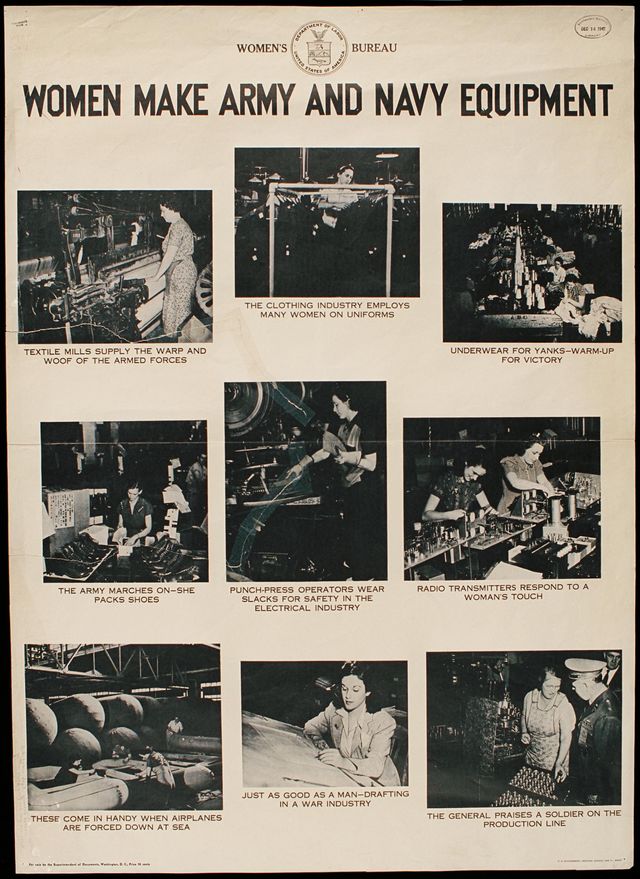 WOMEN'S
DEPARTMENT OF LABOR
UNITED STATES OF AMERICA
BUREAU
DEC 14 1942
WOMEN MAKE ARMY AND NAVY EQUIPMENT
THE CLOTHING INDUSTRY EMPLOYS
MANY WOMEN ON UNIFORMS
TEXTILE MILLS SUPPLY THE WARP AND
WOOF OF THE ARMED FORCES
UNDERWEAR FOR YANKS—WARM-UP
FOR VICTORY
THE ARMY MARCHES ON—SHE
PACKS SHOES
PUNCH-PRESS OPERATORS WEAR
SLACKS FOR SAFETY IN THE
ELECTRICAL INDUSTRY
RADIO TRANSMITTERS RESPOND TO A
WOMAN'S TOUCH
THESE COME IN HANDY WHEN AIRPLANES
ARE FORCED DOWN AT SEA
JUST AS GOOD AS A MAN—DRAFTING
IN A WAR INDUSTRY
THE GENERAL PRAISES A SOLDIER ON THE
PRODUCTION LINE
For sale by the Superintendent of Documents, Washington, D. C., Price 10 cents